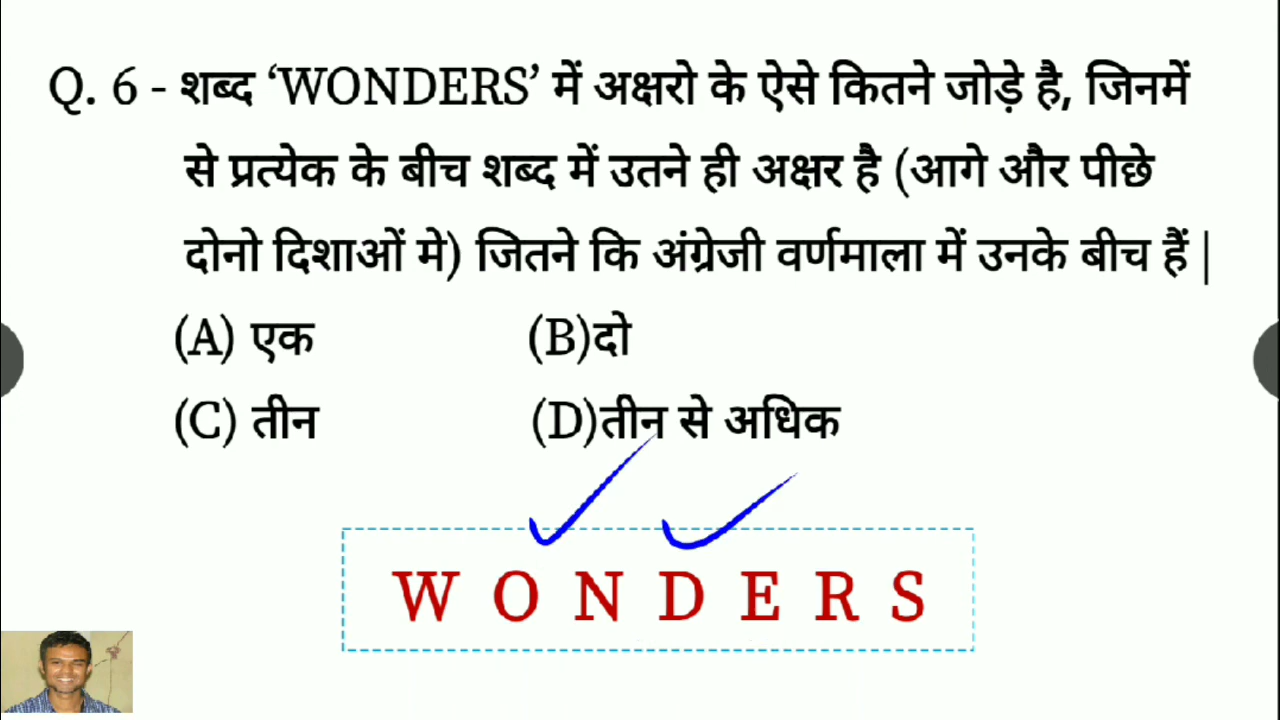 Q. 6 - शब्द ‘WONDERS’ में अक्षरो के ऐसे कितने जोड़े है, जिनमें
से प्रत्येक के बीच शब्द में उतने ही अक्षर है (आगे और पीछे
दोनो दिशाओं मे) जितने कि अंग्रेजी वर्णमाला में उनके बीच हैं |
(A) एक (B)दो
(C) तीन (D)तीन से अधिक
W O N D E R S